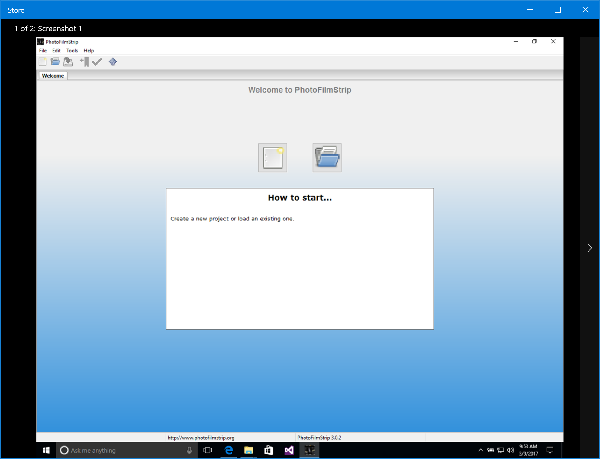 Store
1 of 2: Screenshot 1
PhotoFilmStrip
File Edit Tools Help
Welcome
Welcome to PhotoFilmStrip
How to start...
Create a new project or load an existing one.
http://www.photofilmstrip.org PhotoFilmStrip 3.0.2
Ask me anything
9:53 AM
3/3/2017